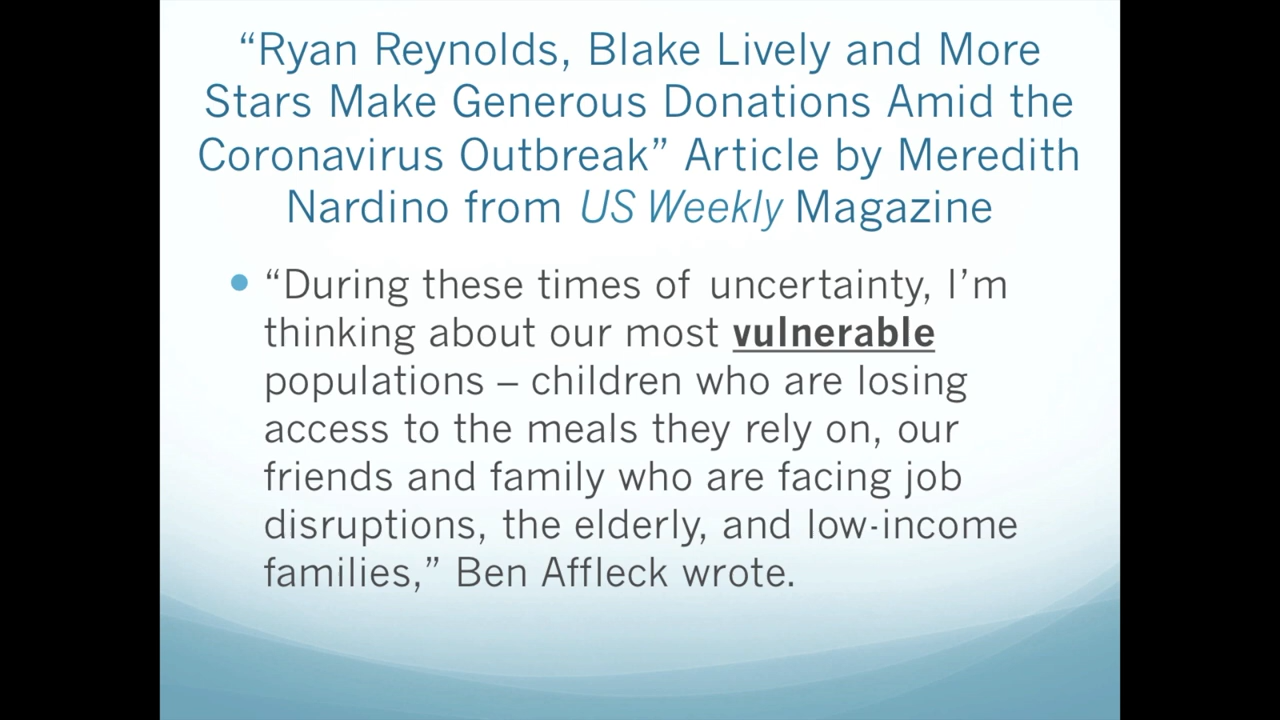 “Ryan Reynolds, Blake Lively and More
Stars Make Generous Donations Amid the
Coronavirus Outbreak” Article by Meredith
Nardino from US Weekly Magazine
• “During these times of uncertainty, I’m
thinking about our most vulnerable
populations – children who are losing
access to the meals they rely on, our
friends and family who are facing job
disruptions, the elderly, and low-income
families,” Ben Affleck wrote.